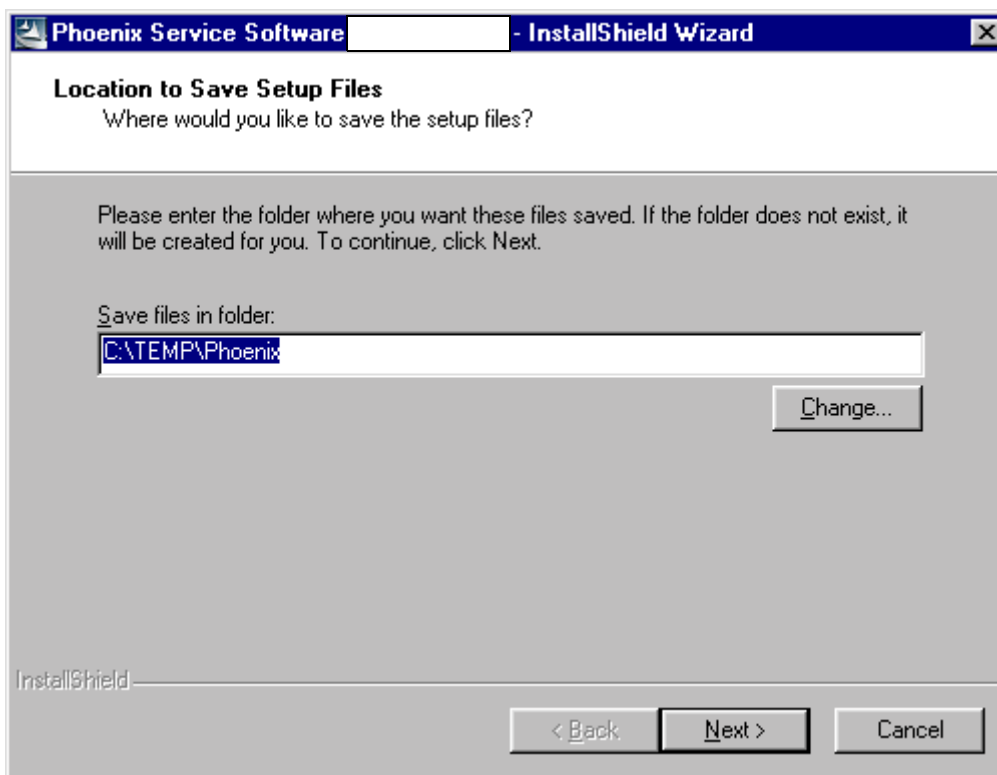 Phoenix Service Software - InstallShield Wizard
Location to Save Setup Files
Where would you like to save the setup files?
Please enter the folder where you want these files saved. If the folder does not exist, it
will be created for you. To continue, click Next.
Save files in folder:
C:\TEMP\Phoenix
Change...
InstallShield
< Back
Next >
Cancel